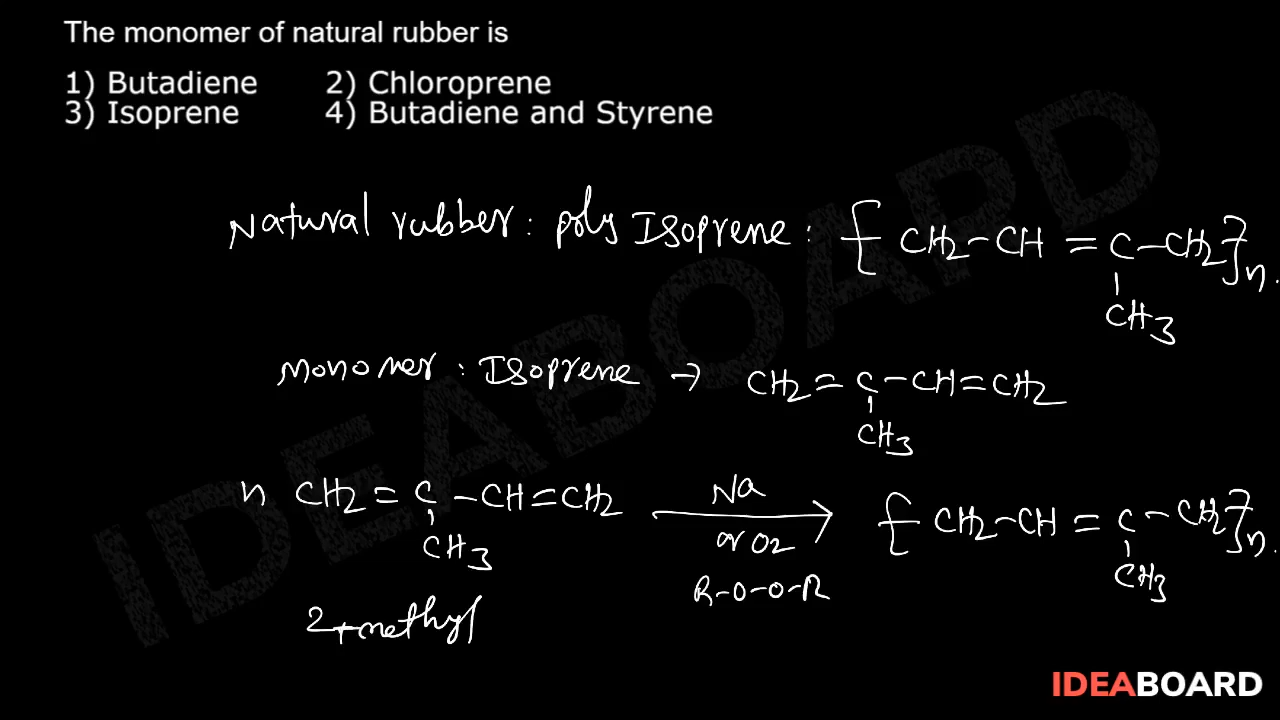 The monomer of natural rubber is
1) Butadiene 2) Chloroprene
3) Isoprene 4) Butadiene and Styrene
Natural rubber : poly Isoprene : [CH2-CH=C-CH2]n.
CH3
Monomer : Isoprene → CH2=C-CH=CH2
CH3
n CH2=C-CH=CH2 Na [CH2-CH=C-CH2]n.
CH3 or O2 CH3
R-O-O-R
2-methyl
IDEABOARD
IDEABOARD